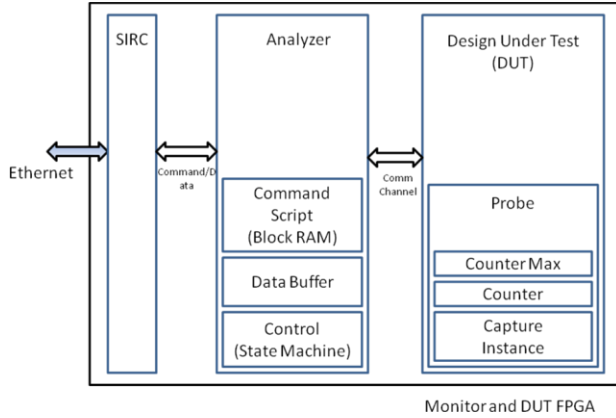 SIRC
Analyzer
Design Under Test
(DUT)
Ethernet
Command/D
ata
Comm
Channel
Command
Script
(Block RAM)
Data Buffer
Control
(State Machine)
Probe
Counter Max
Counter
Capture
Instance
Monitor and DUT FPGA